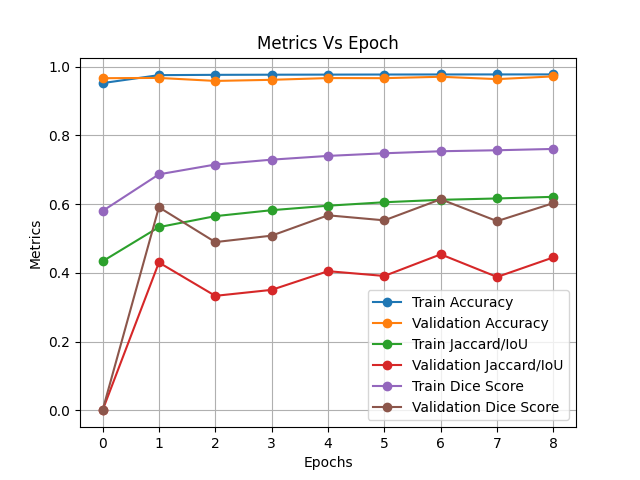 Metrics Vs Epoch
1.0
0.8
0.6
0.4
0.2
0.0
Metrics
Train Accuracy
Validation Accuracy
Train Jaccard/IoU
Validation Jaccard/IoU
Train Dice Score
Validation Dice Score
0 1 2 3 4 5 6 7 8
Epochs